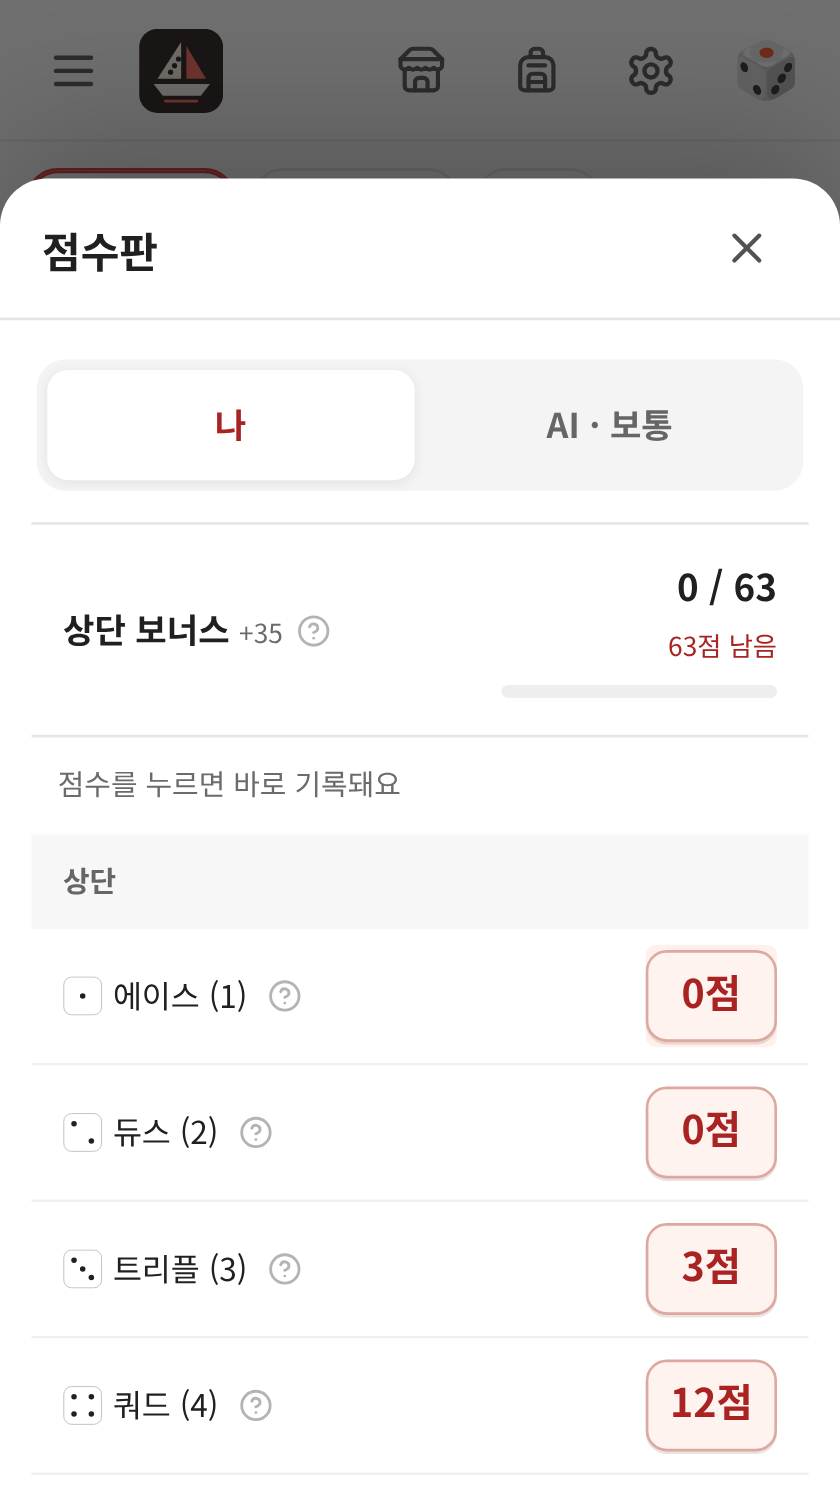 점수판
나
AI · 보통
상단 보너스 +35
0 / 63
63점 남음
점수를 누르면 바로 기록돼요
상단
에이스 (1)
0점
듀스 (2)
0점
트리플 (3)
3점
쿼드 (4)
12점